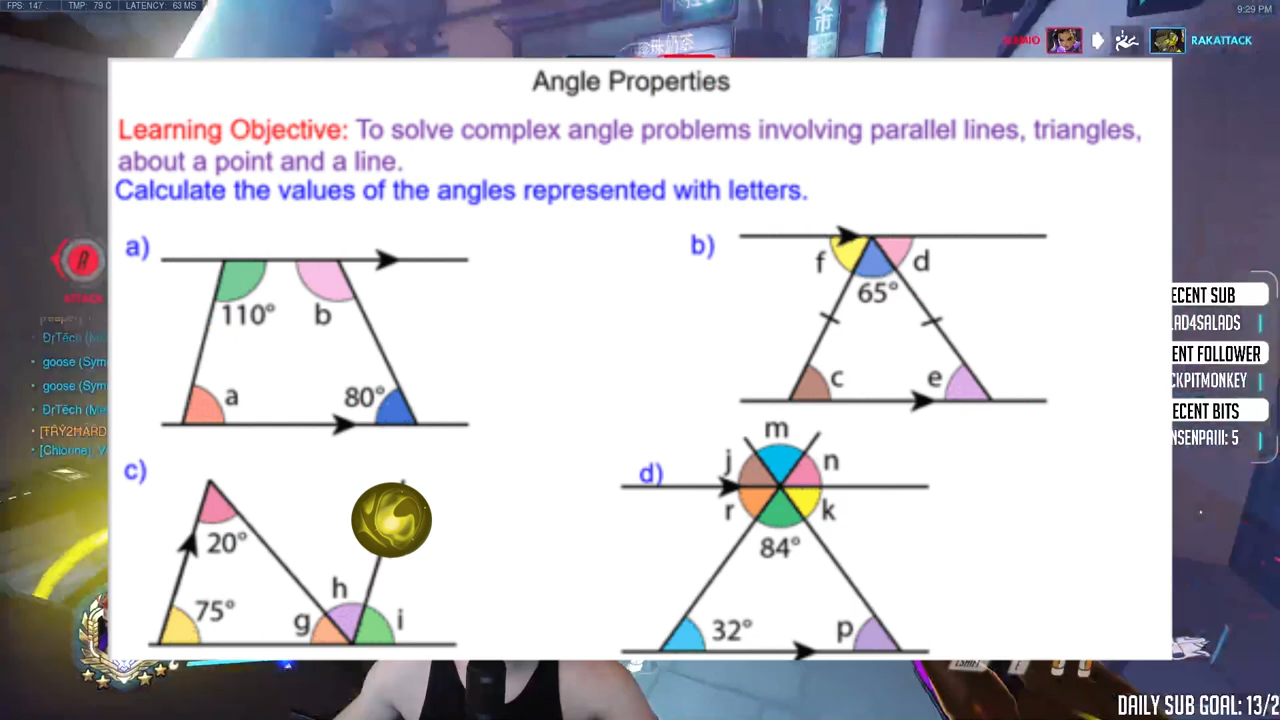 FPS: 147
TMP: 79 C
LATENCY: 63 MS
9:29 PM
RAKATTACK
Angle Properties
Learning Objective: To solve complex angle problems involving parallel lines, triangles,
about a point and a line.
Calculate the values of the angles represented with letters.
a)
110°
b
a
80°
b)
f
d
65°
c
e
c)
20°
75°
g
h
i
d)
m
j
n
r
k
84°
32°
p
R
ATTACK
goose (Sym
goose (Sym
ECENT SUB
LAD4SALADS
ENT FOLLOWER
CKPITMONKEY
ECENT BITS
NSENPAIII: 5
DAILY SUB GOAL: 13/2